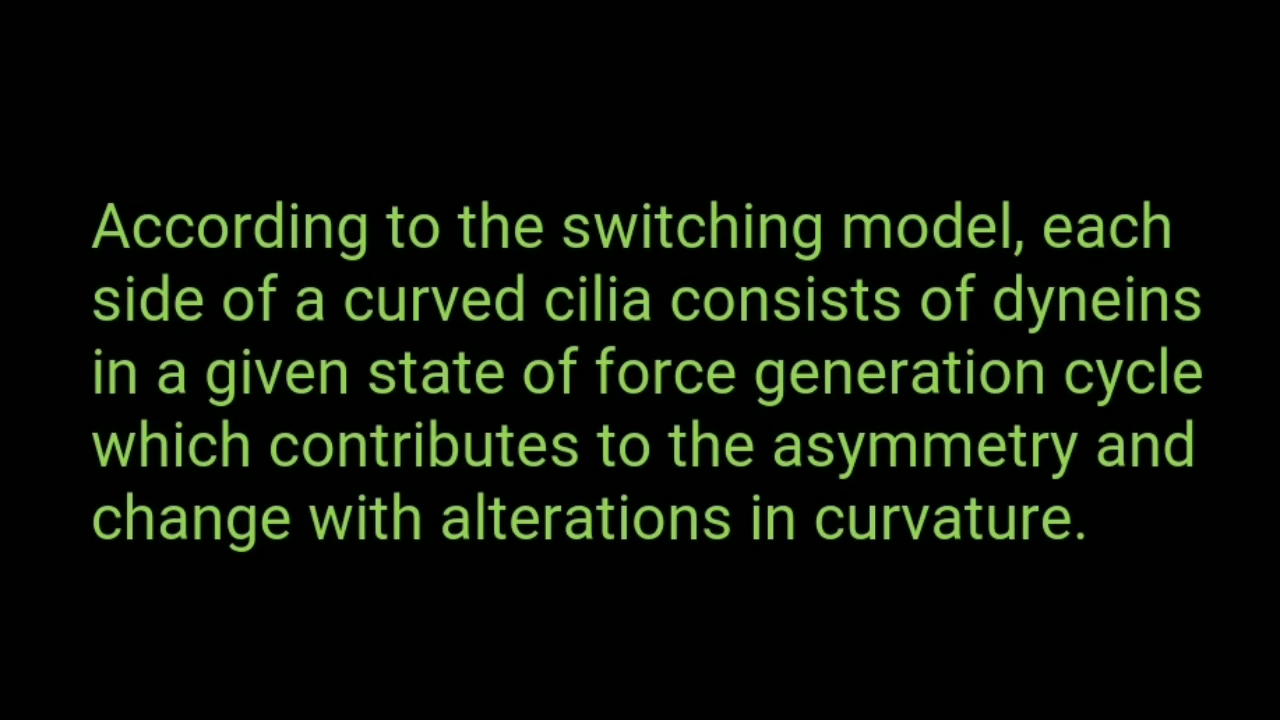 According to the switching model, each
side of a curved cilia consists of dyneins
in a given state of force generation cycle
which contributes to the asymmetry and
change with alterations in curvature.